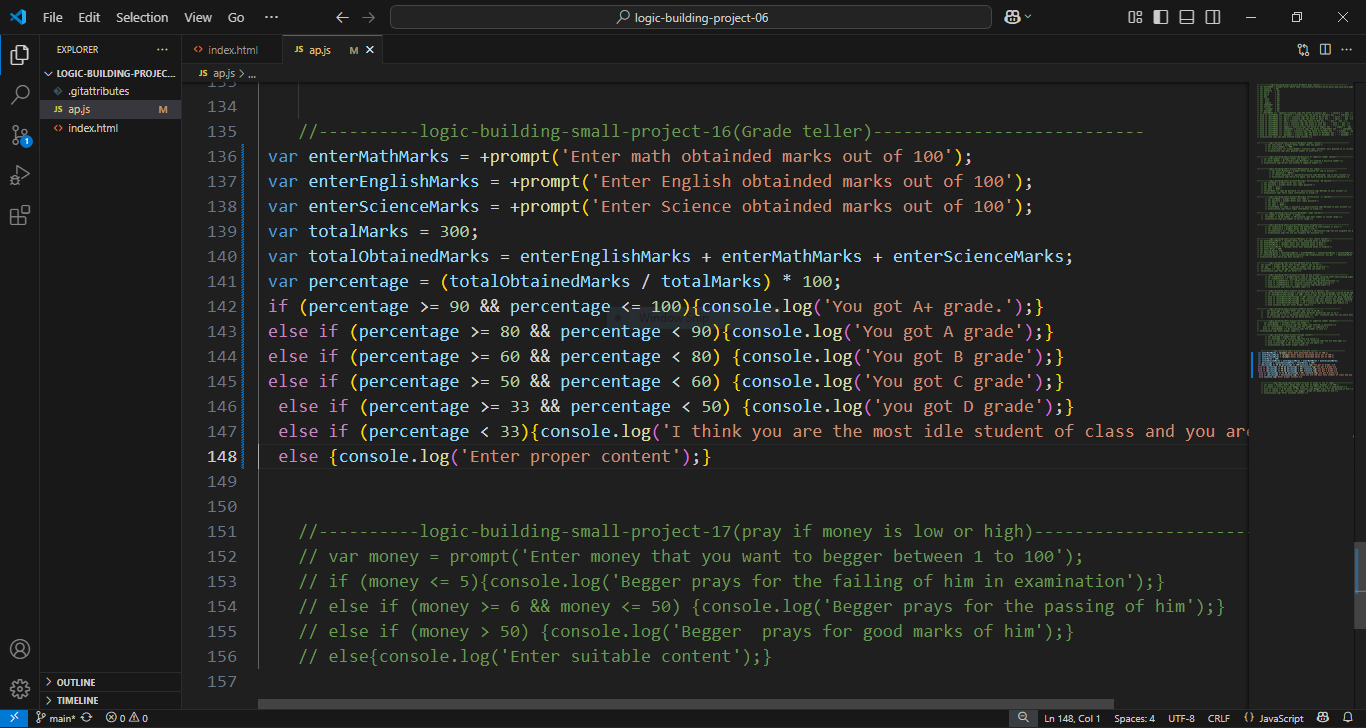 File Edit Selection View Go ···
logic-building-project-06
EXPLORER ···
LOGIC-BUILDING-PROJEC...
.gitattributes
JS ap.js M
<> index.html
OUTLINE
TIMELINE
<> index.html
JS ap.js M
JS ap.js > ...
133
134
135 //----------logic-building-small-project-16(Grade teller)---------------------------
136 var enterMathMarks = +prompt('Enter math obtainded marks out of 100');
137 var enterEnglishMarks = +prompt('Enter English obtainded marks out of 100');
138 var enterScienceMarks = +prompt('Enter Science obtainded marks out of 100');
139 var totalMarks = 300;
140 var totalObtainedMarks = enterEnglishMarks + enterMathMarks + enterScienceMarks;
141 var percentage = (totalObtainedMarks / totalMarks) * 100;
142 if (percentage >= 90 && percentage <= 100){console.log('You got A+ grade.');}
143 else if (percentage >= 80 && percentage < 90){console.log('You got A grade');}
144 else if (percentage >= 60 && percentage < 80) {console.log('You got B grade');}
145 else if (percentage >= 50 && percentage < 60) {console.log('You got C grade');}
146 else if (percentage >= 33 && percentage < 50) {console.log('you got D grade');}
147 else if (percentage < 33){console.log('I think you are the most idle student of class and you are
148 else {console.log('Enter proper content');}
149
150
151 //----------logic-building-small-project-17(pray if money is low or high)----------------------
152 // var money = prompt('Enter money that you want to begger between 1 to 100');
153 // if (money <= 5){console.log('Begger prays for the failing of him in examination');}
154 // else if (money >= 6 && money <= 50) {console.log('Begger prays for the passing of him');}
155 // else if (money > 50) {console.log('Begger  prays for good marks of him');}
156 // else{console.log('Enter suitable content');}
157
1
main* 0 0
Ln 148, Col 1 Spaces: 4 UTF-8 CRLF {} JavaScript